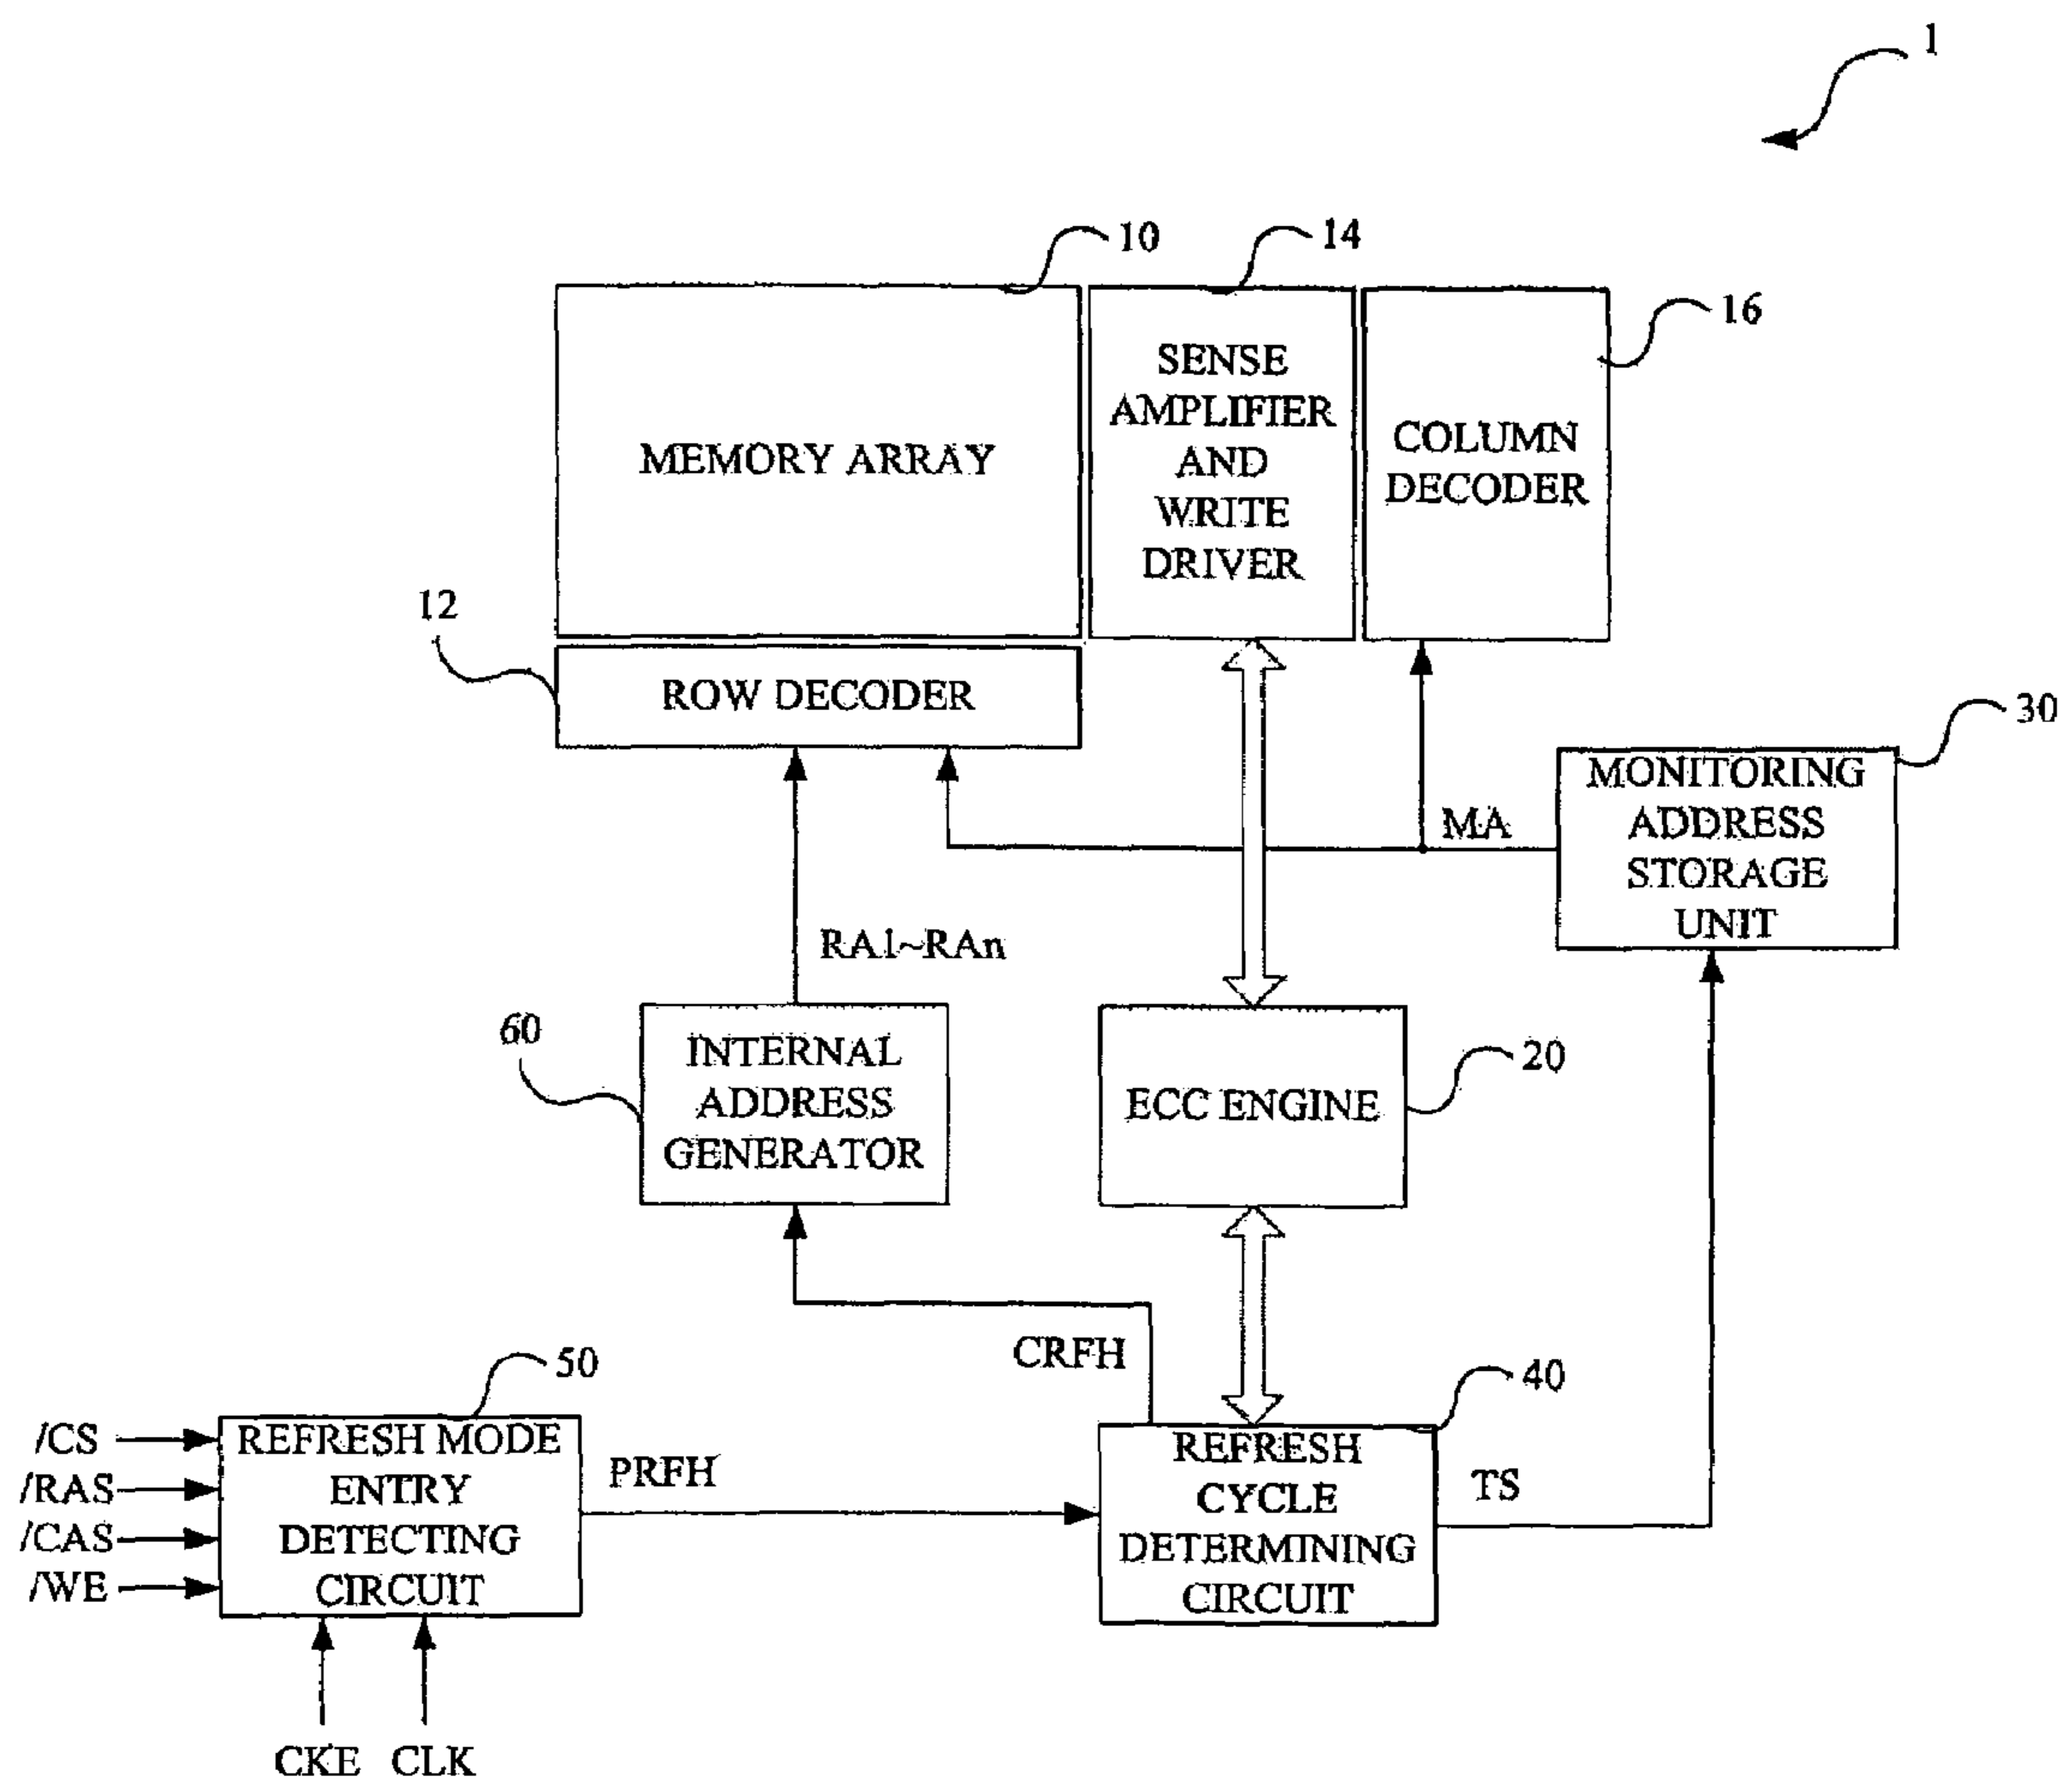 1
10
14
16
SENSE
AMPLIFIER
AND
WRITE
DRIVER
MEMORY ARRAY
COLUMN
DECODER
12
ROW DECODER
30
MONITORING
ADDRESS
STORAGE
UNIT
MA
RA1~RAn
60
INTERNAL
ADDRESS
GENERATOR
ECC ENGINE
20
CRFH
50
40
/CS
/RAS
/CAS
/WE
REFRESH MODE
ENTRY
DETECTING
CIRCUIT
PRFH
REFRESH
CYCLE
DETERMINING
CIRCUIT
TS
CKE
CLK